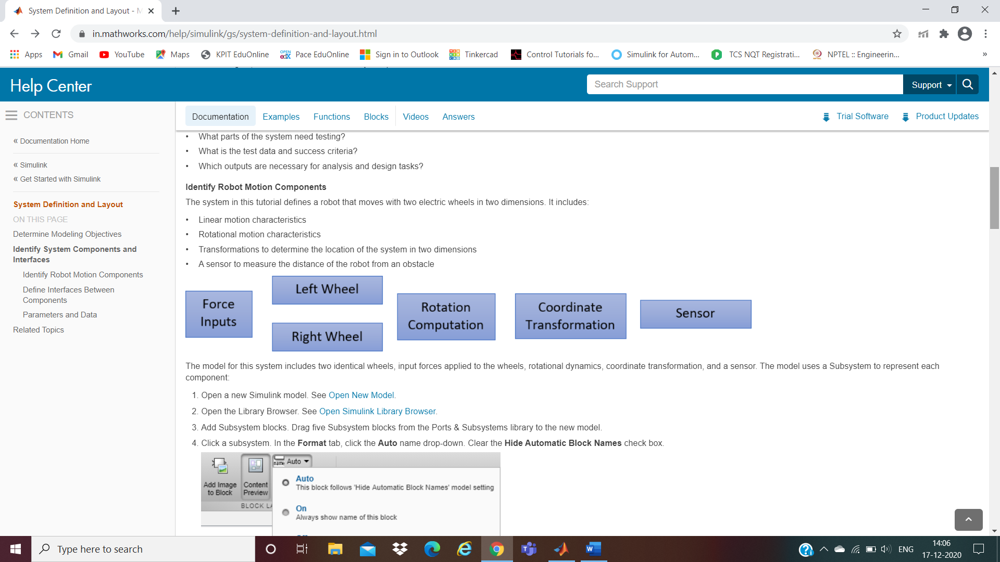 System Definition and Layout - M
in.mathworks.com/help/simulink/gs/system-definition-and-layout.html
Apps
Gmail
YouTube
Maps
KPIT EduOnline
OPEN edX
Pace EduOnline
Sign in to Outlook
Tinkercad
Control Tutorials fo...
Simulink for Autom...
TCS NQT Registrati...
NPTEL :: Engineerin...
»
Help Center
Search Support
Support
CONTENTS
Documentation
Examples
Functions
Blocks
Videos
Answers
Trial Software
Product Updates
« Documentation Home
« Simulink
« Get Started with Simulink
System Definition and Layout
ON THIS PAGE
Determine Modeling Objectives
Identify System Components and
Interfaces
Identify Robot Motion Components
Define Interfaces Between
Components
Parameters and Data
Related Topics
• What parts of the system need testing?
• What is the test data and success criteria?
• Which outputs are necessary for analysis and design tasks?
Identify Robot Motion Components
The system in this tutorial defines a robot that moves with two electric wheels in two dimensions. It includes:
• Linear motion characteristics
• Rotational motion characteristics
• Transformations to determine the location of the system in two dimensions
• A sensor to measure the distance of the robot from an obstacle
Force
Inputs
Left Wheel
Right Wheel
Rotation
Computation
Coordinate
Transformation
Sensor
The model for this system includes two identical wheels, input forces applied to the wheels, rotational dynamics, coordinate transformation, and a sensor. The model uses a Subsystem to represent each
component:
1. Open a new Simulink model. See Open New Model.
2. Open the Library Browser. See Open Simulink Library Browser.
3. Add Subsystem blocks. Drag five Subsystem blocks from the Ports & Subsystems library to the new model.
4. Click a subsystem. In the Format tab, click the Auto name drop-down. Clear the Hide Automatic Block Names check box.
Add Image
to Block
Content
Preview
name Auto
BLOCK LA
Auto
This block follows 'Hide Automatic Block Names' model setting
On
Always show name of this block
Type here to search
ENG
14:06
17-12-2020